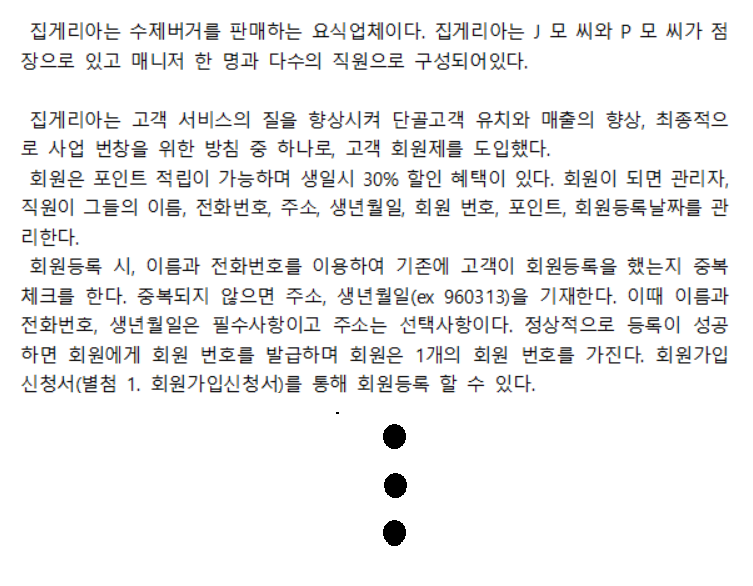 집게리아는 수제버거를 판매하는 요식업체이다. 집게리아는 J 모 씨와 P 모 씨가 점
장으로 있고 매니저 한 명과 다수의 직원으로 구성되어있다.
집게리아는 고객 서비스의 질을 향상시켜 단골고객 유치와 매출의 향상, 최종적으
로 사업 번창을 위한 방침 중 하나로, 고객 회원제를 도입했다.
회원은 포인트 적립이 가능하며 생일시 30% 할인 혜택이 있다. 회원이 되면 관리자,
직원이 그들의 이름, 전화번호, 주소, 생년월일, 회원 번호, 포인트, 회원등록날짜를 관
리한다.
회원등록 시, 이름과 전화번호를 이용하여 기존에 고객이 회원등록을 했는지 중복
체크를 한다. 중복되지 않으면 주소, 생년월일(ex 960313)을 기재한다. 이때 이름과
전화번호, 생년월일은 필수사항이고 주소는 선택사항이다. 정상적으로 등록이 성공
하면 회원에게 회원 번호를 발급하며 회원은 1개의 회원 번호를 가진다. 회원가입
신청서(별첨 1. 회원가입신청서)를 통해 회원등록 할 수 있다.